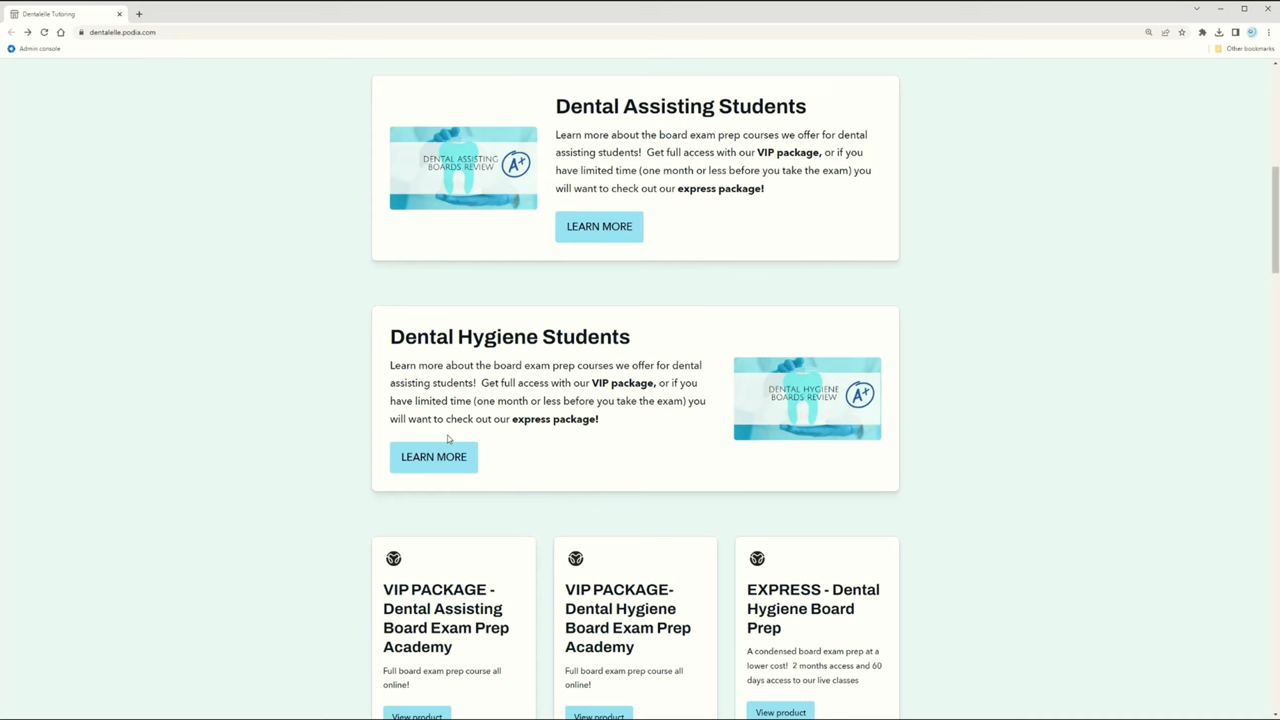 Dentalelle Tutoring
dentalelle.podia.com
Admin console
Other bookmarks
Dental Assisting Students
Learn more about the board exam prep courses we offer for dental
assisting students! Get full access with our VIP package, or if you
have limited time (one month or less before you take the exam) you
will want to check out our express package!
LEARN MORE
DENTAL ASSISTING
BOARDS REVIEW
A+
Dental Hygiene Students
Learn more about the board exam prep courses we offer for dental
assisting students! Get full access with our VIP package, or if you
have limited time (one month or less before you take the exam) you
will want to check out our express package!
LEARN MORE
DENTAL HYGIENE
BOARDS REVIEW
A+
VIP PACKAGE -
Dental Assisting
Board Exam Prep
Academy
Full board exam prep course all
online!
View product
VIP PACKAGE-
Dental Hygiene
Board Exam Prep
Academy
Full board exam prep course all
online!
View product
EXPRESS - Dental
Hygiene Board
Prep
A condensed board exam prep at a
lower cost! 2 months access and 60
days access to our live classes
View product